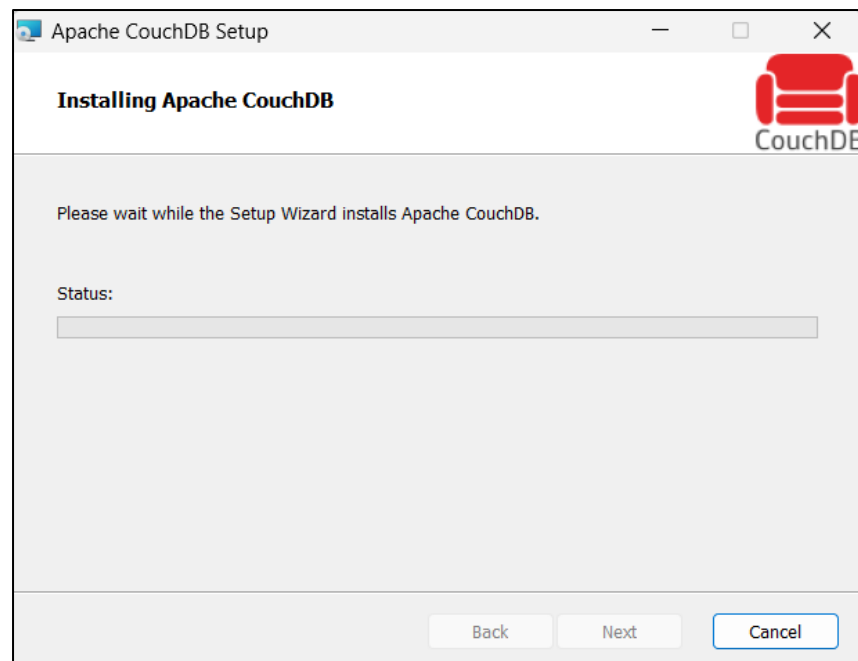 Apache CouchDB Setup
Installing Apache CouchDB
CouchDB
Please wait while the Setup Wizard installs Apache CouchDB.
Status:
Back
Next
Cancel